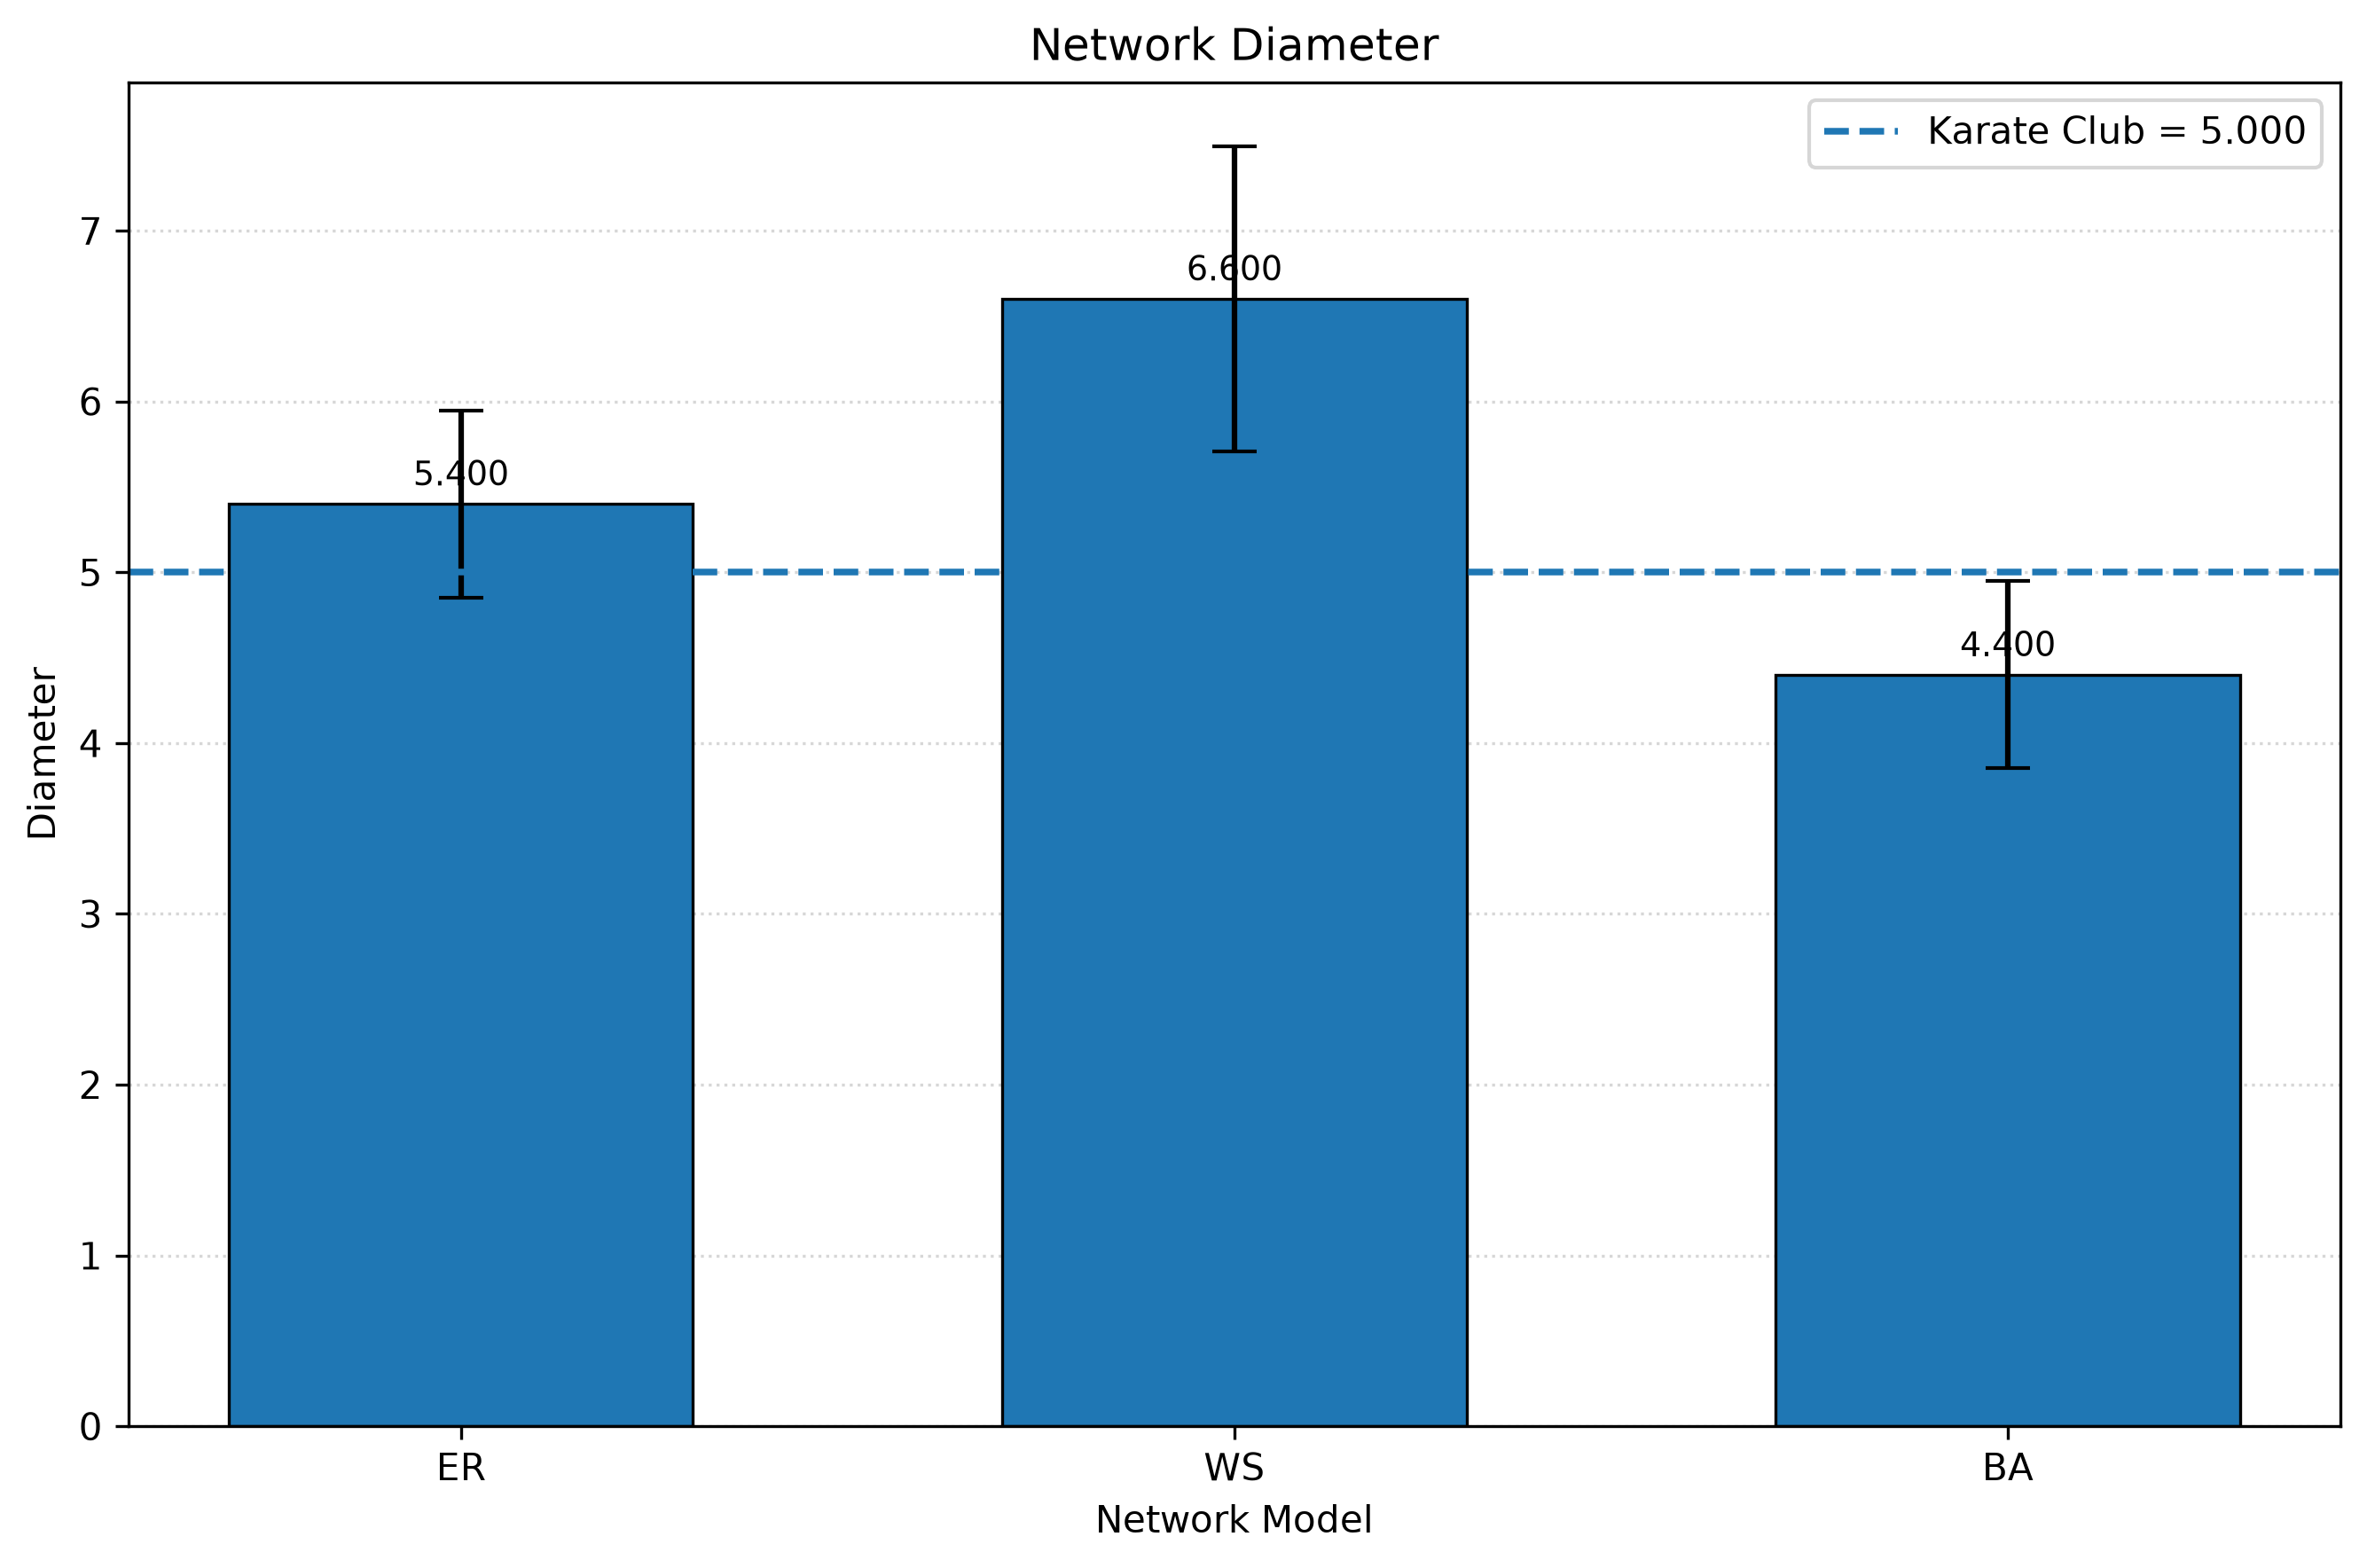 Network Diameter
Karate Club = 5.000
Diameter
7
6
5
4
3
2
1
0
6.600
5.400
4.400
ER
WS
BA
Network Model